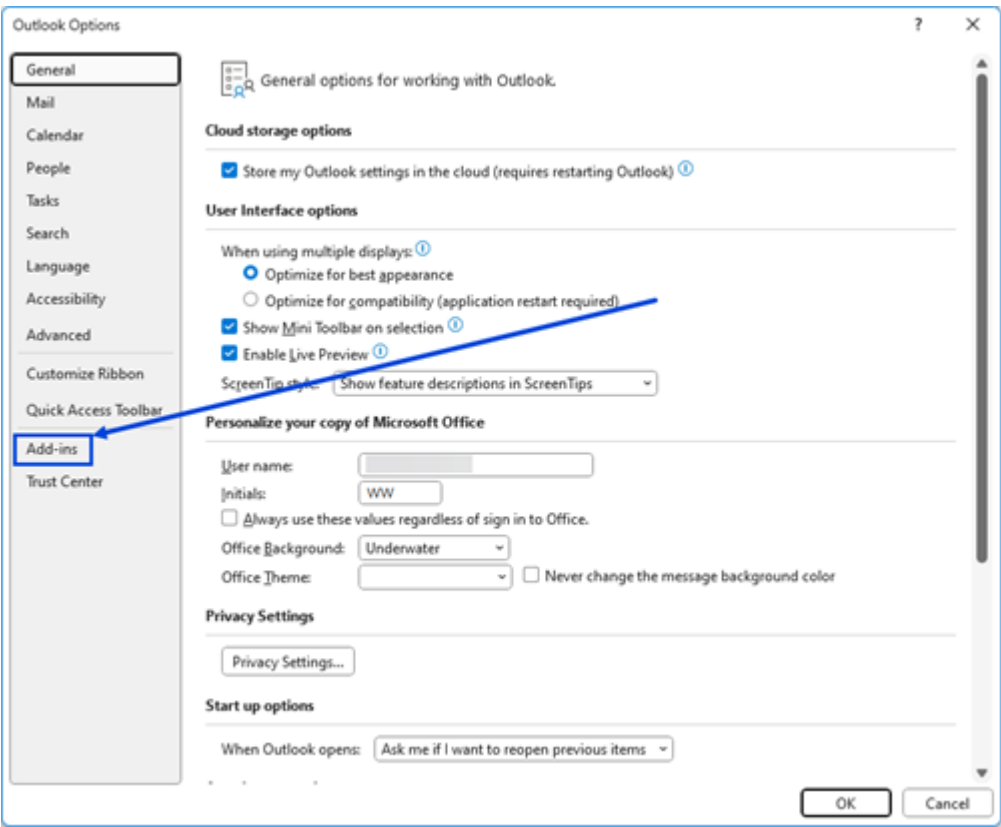 Outlook Options
?
General
Mail
Calendar
People
Tasks
Search
Language
Accessibility
Advanced
Customize Ribbon
Quick Access Toolbar
Add-ins
Trust Center
General options for working with Outlook.
Cloud storage options
Store my Outlook settings in the cloud (requires restarting Outlook)
User Interface options
When using multiple displays:
Optimize for best appearance
Optimize for compatibility (application restart required)
Show Mini Toolbar on selection
Enable Live Preview
ScreenTip style: Show feature descriptions in ScreenTips
Personalize your copy of Microsoft Office
User name:
Initials: WW
Always use these values regardless of sign in to Office.
Office Background: Underwater
Office Theme: Never change the message background color
Privacy Settings
Privacy Settings...
Start up options
When Outlook opens: Ask me if I want to reopen previous items
OK Cancel